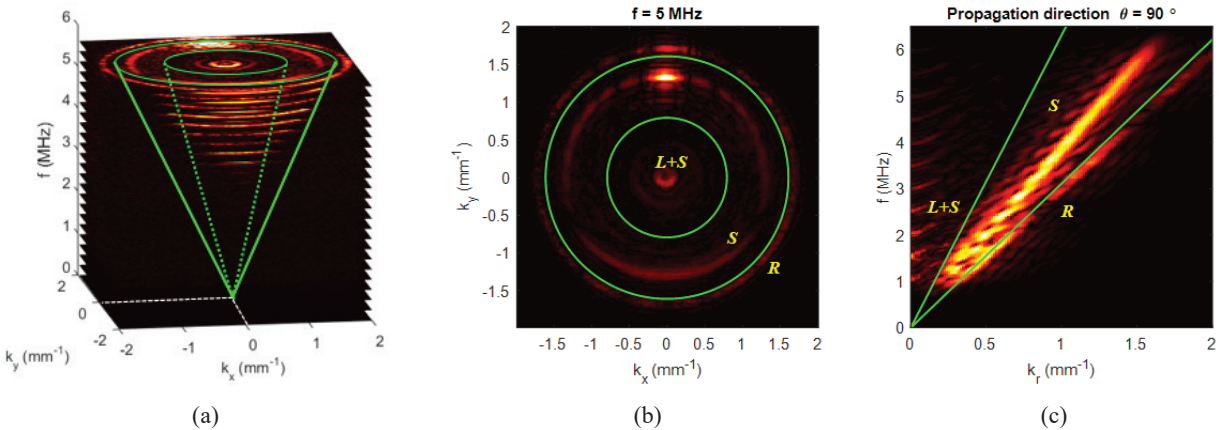 6
5
4
3
2
1
0
f (MHz)
2
0
-2
k_y (mm⁻¹)
-2
-1
0
1
2
k_x (mm⁻¹)
(a)
f = 5 MHz
2
1.5
1
0.5
0
-0.5
-1
-1.5
k_y (mm⁻¹)
L+S
S
R
-1.5 -1 -0.5 0 0.5 1 1.5 2
k_x (mm⁻¹)
(b)
Propagation direction θ = 90 °
6
5
4
3
2
1
0
f (MHz)
S
L+S
R
0 0.5 1 1.5 2
k_r (mm⁻¹)
(c)